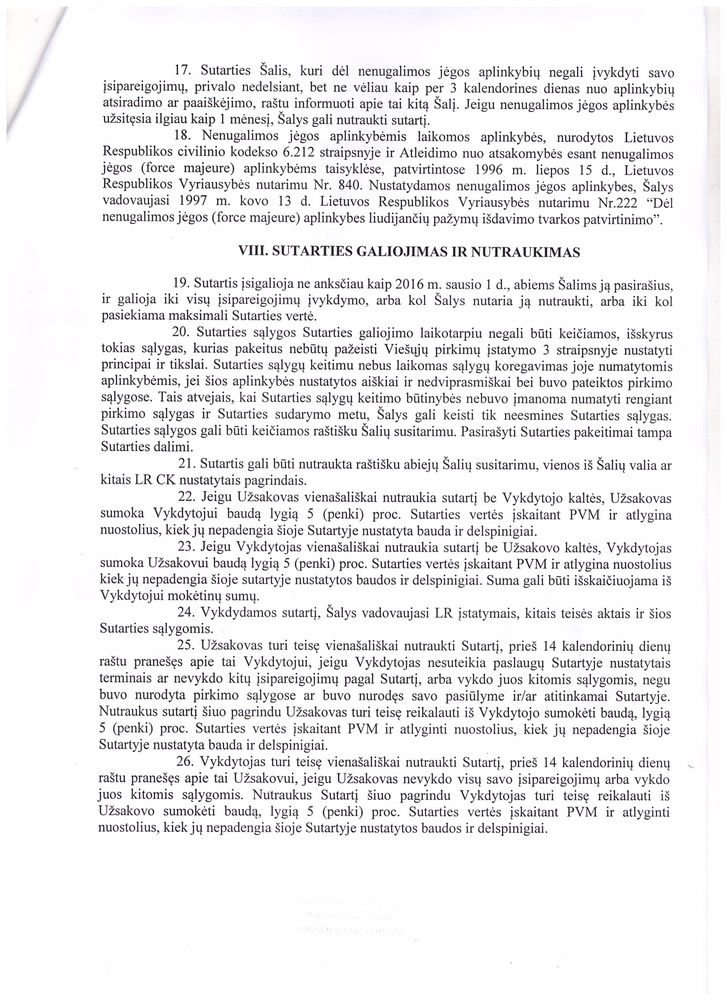 17. Sutarties Šalis, kuri dėl nenugalimos jėgos aplinkybių negali įvykdyti savo
įsipareigojimų, privalo nedelsiant, bet ne vėliau kaip per 3 kalendorines dienas nuo aplinkybių
atsiradimo ar paaiškėjimo, raštu informuoti apie tai kitą Šalį. Jeigu nenugalimos jėgos aplinkybės
užsitęsia ilgiau kaip 1 mėnesį, Šalys gali nutraukti sutartį.
18. Nenugalimos jėgos aplinkybėmis laikomos aplinkybės, nurodytos Lietuvos
Respublikos civilinio kodekso 6.212 straipsnyje ir Atleidimo nuo atsakomybės esant nenugalimos
jėgos (force majeure) aplinkybėms taisyklėse, patvirtintose 1996 m. liepos 15 d., Lietuvos
Respublikos Vyriausybės nutarimu Nr. 840. Nustatydamos nenugalimos jėgos aplinkybes, Šalys
vadovaujasi 1997 m. kovo 13 d. Lietuvos Respublikos Vyriausybės nutarimu Nr.222 “Dėl
nenugalimos jėgos (force majeure) aplinkybes liudijančių pažymų išdavimo tvarkos patvirtinimo”.
VIII. SUTARTIES GALIOJIMAS IR NUTRAUKIMAS
19. Sutartis įsigalioja ne anksčiau kaip 2016 m. sausio 1 d., abiems Šalims ją pasirašius,
ir galioja iki visų įsipareigojimų įvykdymo, arba kol Šalys nutaria ją nutraukti, arba iki kol
pasiekiama maksimali Sutarties vertė.
20. Sutarties sąlygos Sutarties galiojimo laikotarpiu negali būti keičiamos, išskyrus
tokias sąlygas, kurias pakeitus nebūtų pažeisti Viešųjų pirkimų įstatymo 3 straipsnyje nustatyti
principai ir tikslai. Sutarties sąlygų keitimu nebus laikomas sąlygų koregavimas joje numatytomis
aplinkybėmis, jei šios aplinkybės nustatytos aiškiai ir nedviprasmiškai bei buvo pateiktos pirkimo
sąlygose. Tais atvejais, kai Sutarties sąlygų keitimo būtinybės nebuvo įmanoma numatyti rengiant
pirkimo sąlygas ir Sutarties sudarymo metu, Šalys gali keisti tik neesmines Sutarties sąlygas.
Sutarties sąlygos gali būti keičiamos raštišku Šalių susitarimu. Pasirašyti Sutarties pakeitimai tampa
Sutarties dalimi.
21. Sutartis gali būti nutraukta raštišku abiejų Šalių susitarimu, vienos iš Šalių valia ar
kitais LR CK nustatytais pagrindais.
22. Jeigu Užsakovas vienašališkai nutraukia sutartį be Vykdytojo kaltės, Užsakovas
sumoka Vykdytojui baudą lygią 5 (penki) proc. Sutarties vertės įskaitant PVM ir atlygina
nuostolius, kiek jų nepadengia šioje Sutartyje nustatyta bauda ir delspinigiai.
23. Jeigu Vykdytojas vienašališkai nutraukia sutartį be Užsakovo kaltės, Vykdytojas
sumoka Užsakovui baudą lygią 5 (penki) proc. Sutarties vertės įskaitant PVM ir atlygina nuostolius
kiek jų nepadengia šioje sutartyje nustatytos baudos ir delspinigiai. Suma gali būti išskaičiuojama iš
Vykdytojui mokėtinų sumų.
24. Vykdydamos sutartį, Šalys vadovaujasi LR įstatymais, kitais teisės aktais ir šios
Sutarties sąlygomis.
25. Užsakovas turi teisę vienašališkai nutraukti Sutartį, prieš 14 kalendorinių dienų
raštu pranešęs apie tai Vykdytojui, jeigu Vykdytojas nesuteikia paslaugų Sutartyje nustatytais
terminais ar nevykdo kitų įsipareigojimų pagal Sutartį, arba vykdo juos kitomis sąlygomis, negu
buvo nurodyta pirkimo sąlygose ar buvo nurodęs savo pasiūlyme ir/ar atitinkamai Sutartyje.
Nutraukus sutartį šiuo pagrindu Užsakovas turi teisę reikalauti iš Vykdytojo sumokėti baudą, lygią
5 (penki) proc. Sutarties vertės įskaitant PVM ir atlyginti nuostolius, kiek jų nepadengia šioje
Sutartyje nustatyta bauda ir delspinigiai.
26. Vykdytojas turi teisę vienašališkai nutraukti Sutartį, prieš 14 kalendorinių dienų
raštu pranešęs apie tai Užsakovui, jeigu Užsakovas nevykdo visų savo įsipareigojimų arba vykdo
juos kitomis sąlygomis. Nutraukus Sutartį šiuo pagrindu Vykdytojas turi teisę reikalauti iš
Užsakovo sumokėti baudą, lygią 5 (penki) proc. Sutarties vertės įskaitant PVM ir atlyginti
nuostolius, kiek jų nepadengia šioje Sutartyje nustatytos baudos ir delspinigiai.